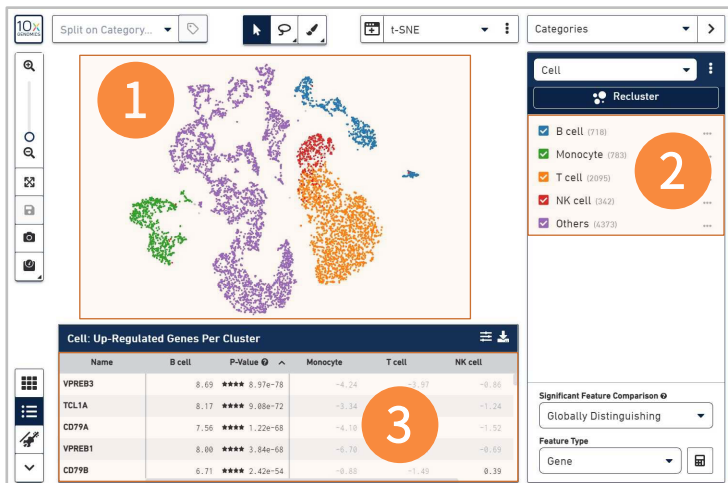 10x
GENOMICS
Split on Category...
t-SNE
Categories
1
Cell
Recluster
B cell (718)
Monocyte (783)
T cell (2095)
NK cell (342)
Others (4373)
2
Cell: Up-Regulated Genes Per Cluster
Name B cell P-Value Monocyte T cell NK cell
VPREB3 8.69 ★★★★ 8.97e-78 -4.24 -3.97 -0.86
TCL1A 8.17 ★★★★ 9.08e-72 -3.34 -1.24
CD79A 7.56 ★★★★ 1.22e-68 -4.10 -1.52
VPREB1 8.00 ★★★★ 3.84e-68 -6.70 -0.69
CD79B 6.71 ★★★★ 2.42e-54 -0.88 -1.49 0.39
3
Significant Feature Comparison
Globally Distinguishing
Feature Type
Gene